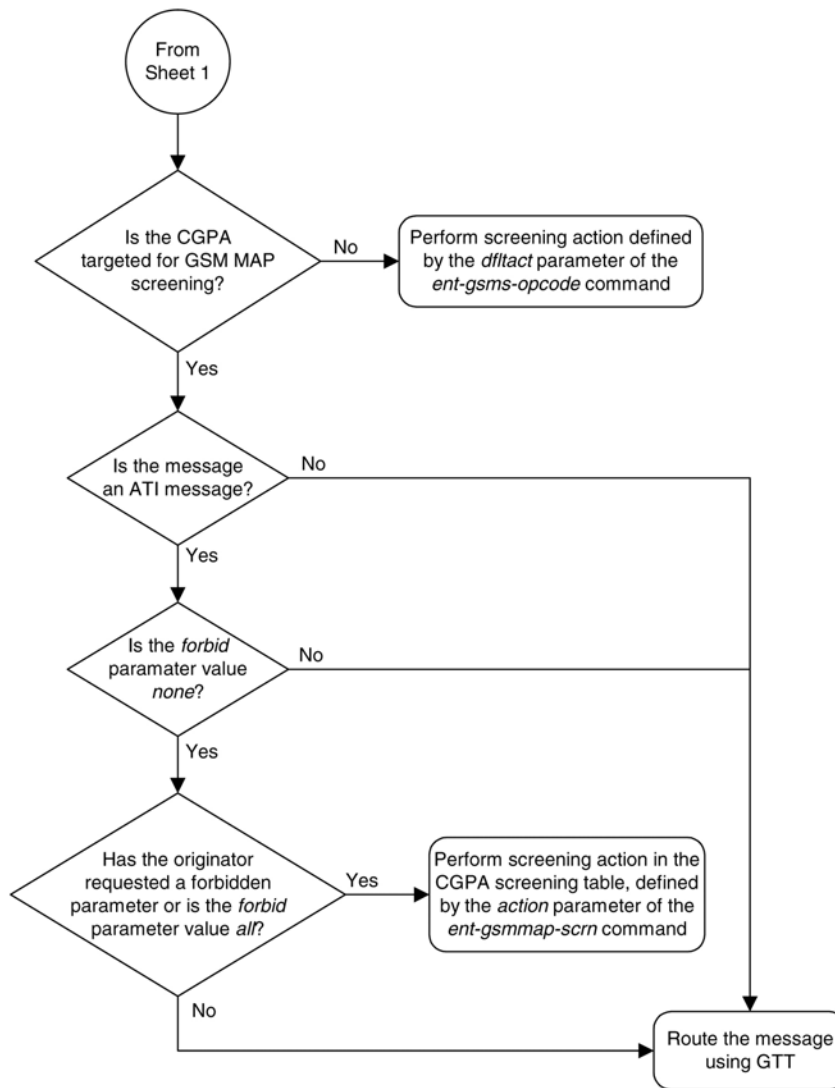 From
Sheet 1
Is the CGPA
targeted for GSM MAP
screening?
No
Perform screening action defined
by the dfltact parameter of the
ent-gsms-opcode command
Yes
Is the message
an ATI message?
No
Yes
Is the forbid
paramater value
none?
No
Yes
Has the originator
requested a forbidden
parameter or is the forbid
parameter value all?
Yes
Perform screening action in the
CGPA screening table, defined
by the action parameter of the
ent-gsmmap-scrn command
No
Route the message
using GTT